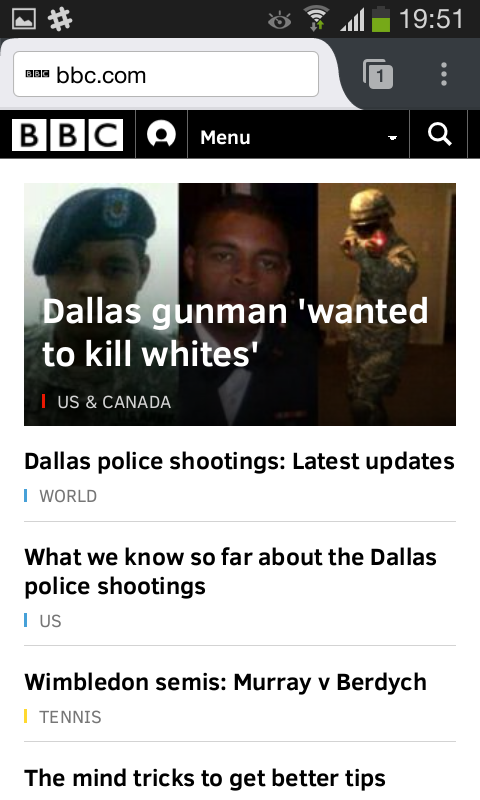 19:51
BBC bbc.com
1
BBC
Menu
Dallas gunman 'wanted
to kill whites'
US & CANADA
Dallas police shootings: Latest updates
WORLD
What we know so far about the Dallas
police shootings
US
Wimbledon semis: Murray v Berdych
TENNIS
The mind tricks to get better tips